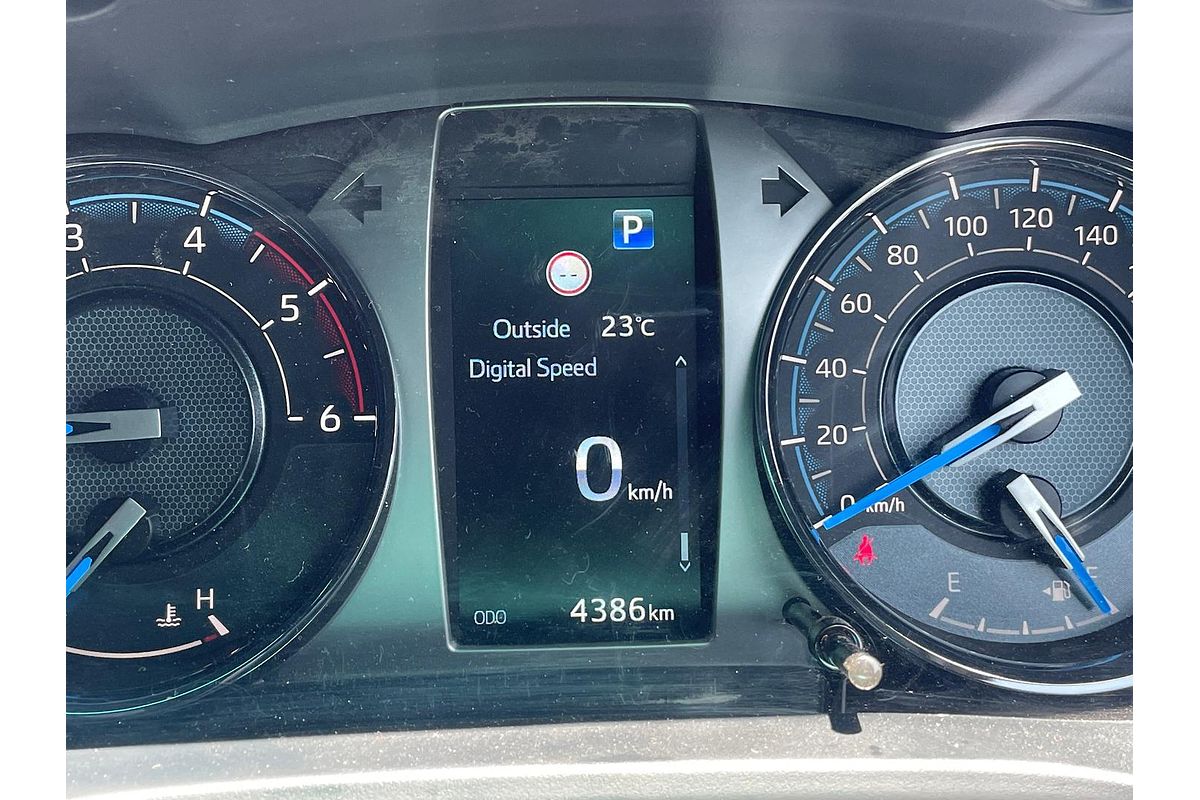 3
4
5
6
H
P
--
Outside 23°C
Digital Speed
0 km/h
ODO 4386 km
0 km/h
20
40
60
80
100
120
140
E
F